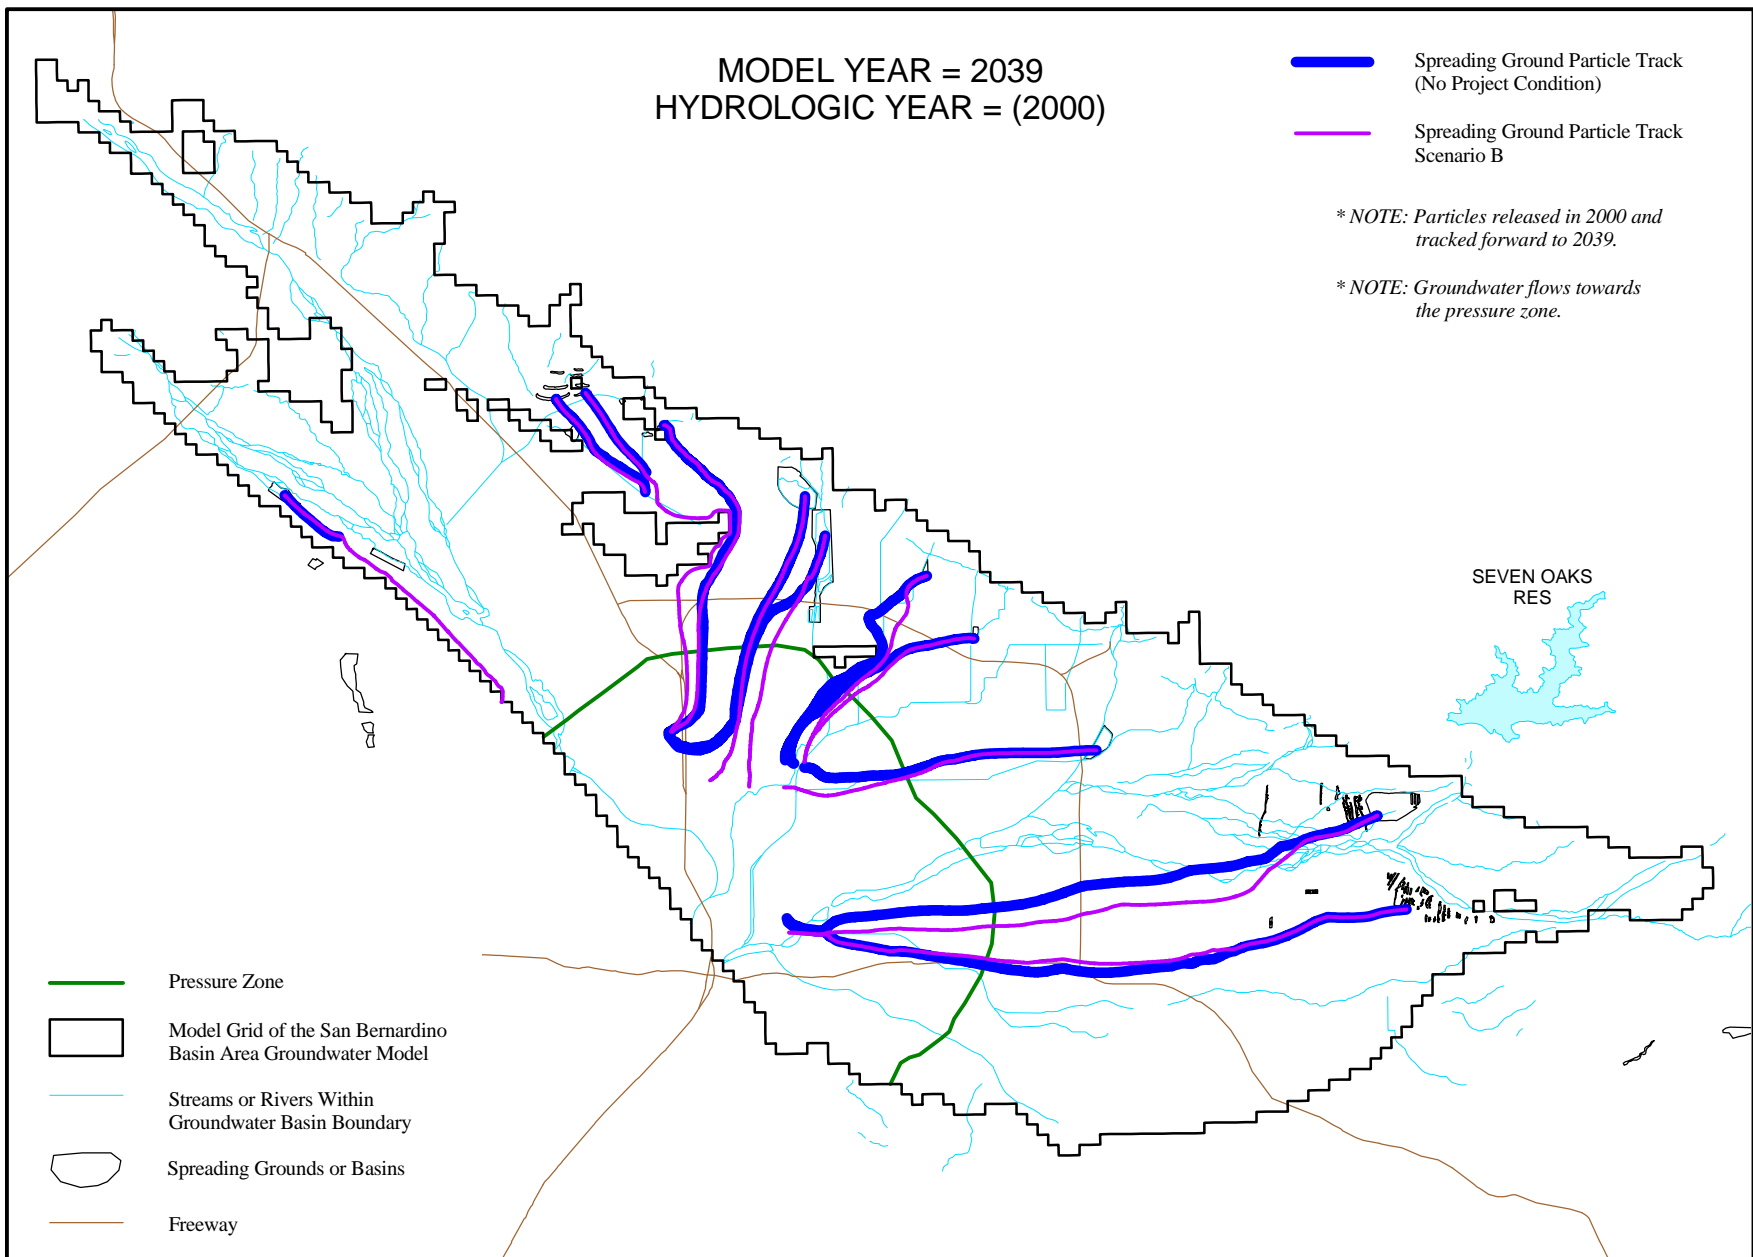 MODEL YEAR = 2039
HYDROLOGIC YEAR = (2000)
Spreading Ground Particle Track
(No Project Condition)
Spreading Ground Particle Track
Scenario B
* NOTE: Particles released in 2000 and
tracked forward to 2039.
* NOTE: Groundwater flows towards
the pressure zone.
SEVEN OAKS
RES
Pressure Zone
Model Grid of the San Bernardino
Basin Area Groundwater Model
Streams or Rivers Within
Groundwater Basin Boundary
Spreading Grounds or Basins
Freeway